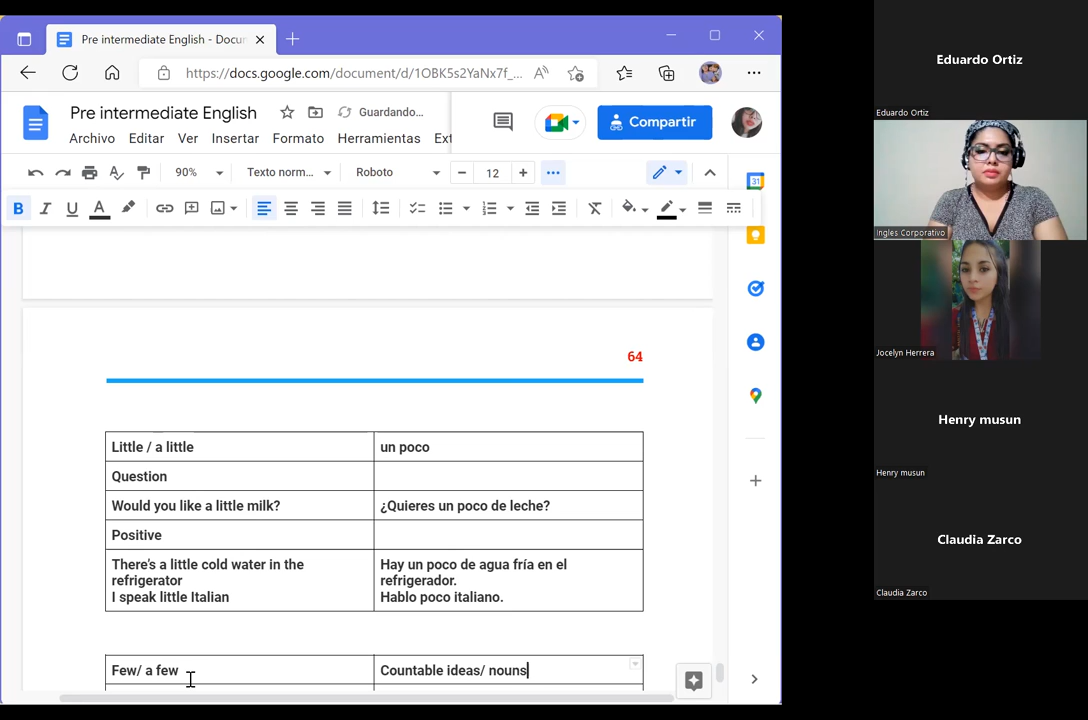 Pre intermediate English - Docur
https://docs.google.com/document/d/1OBK5s2YaNx7f_...
Pre intermediate English
Guardando...
Compartir
Archivo Editar Ver Insertar Formato Herramientas Ext
90% Texto norm... Roboto 12
B I U A
31
64
Little / a little un poco
Question
Would you like a little milk? ¿Quieres un poco de leche?
Positive
There's a little cold water in the Hay un poco de agua fría en el
refrigerator refrigerador.
I speak little Italian Hablo poco italiano.
Few/ a few Countable ideas/ nouns
Eduardo Ortiz
Eduardo Ortiz
Ingles Corporativo
Jocelyn Herrera
Henry musun
Henry musun
Claudia Zarco
Claudia Zarco